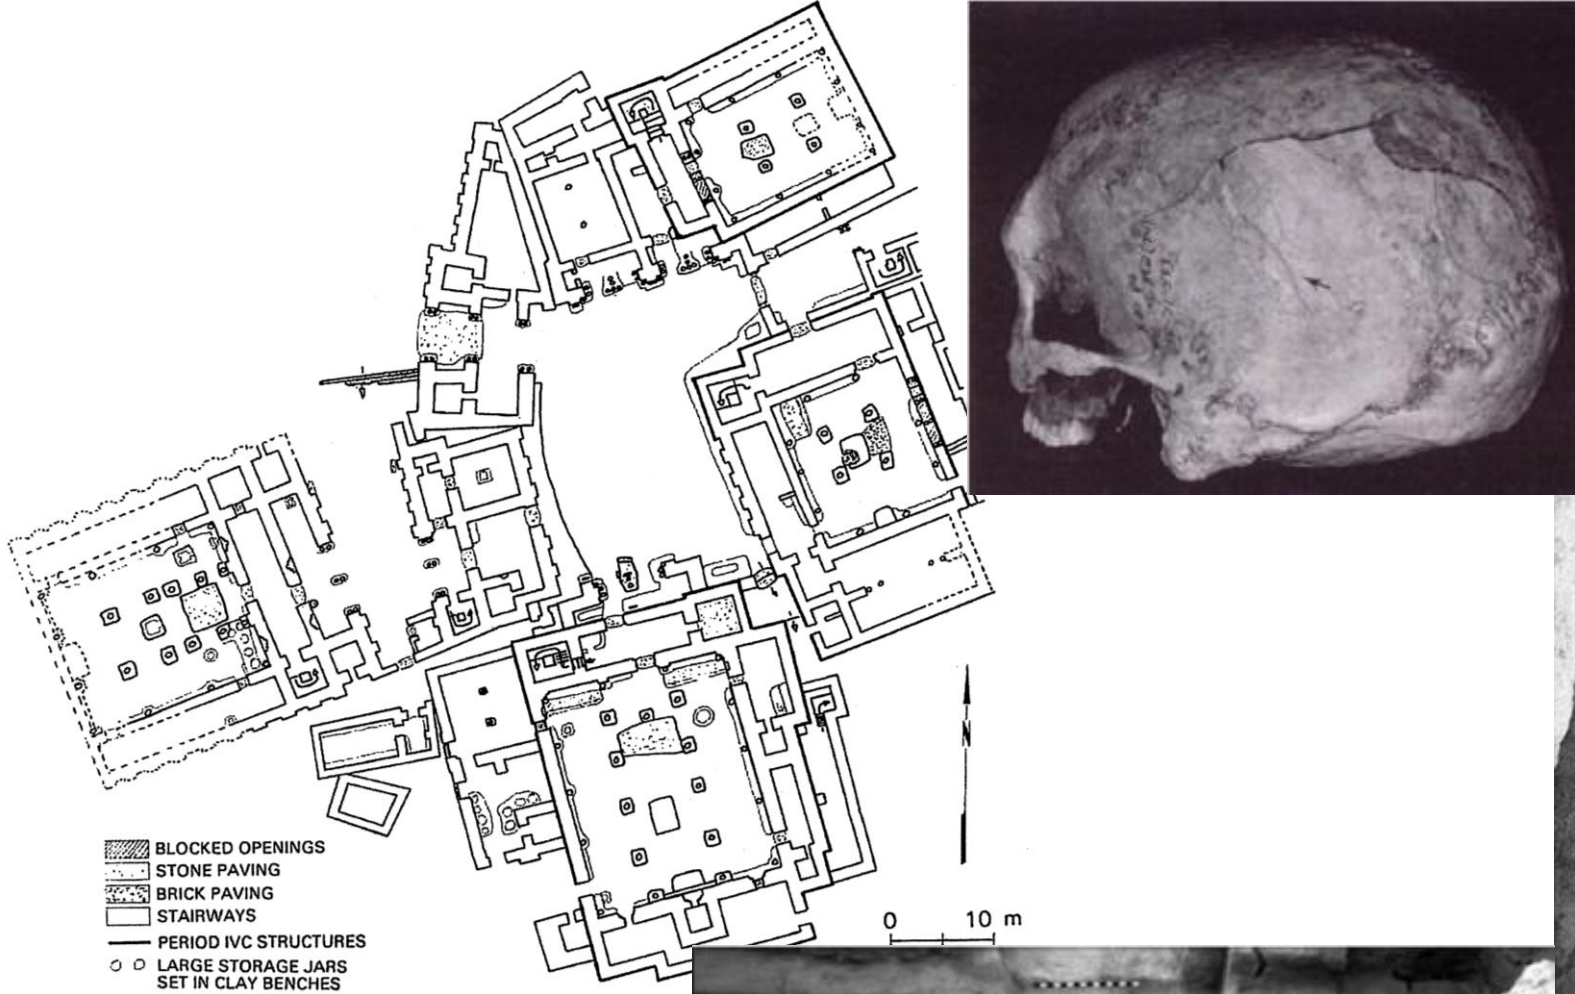 BLOCKED OPENINGS
STONE PAVING
BRICK PAVING
STAIRWAYS
PERIOD IVC STRUCTURES
LARGE STORAGE JARS
SET IN CLAY BENCHES
N
0 10 m